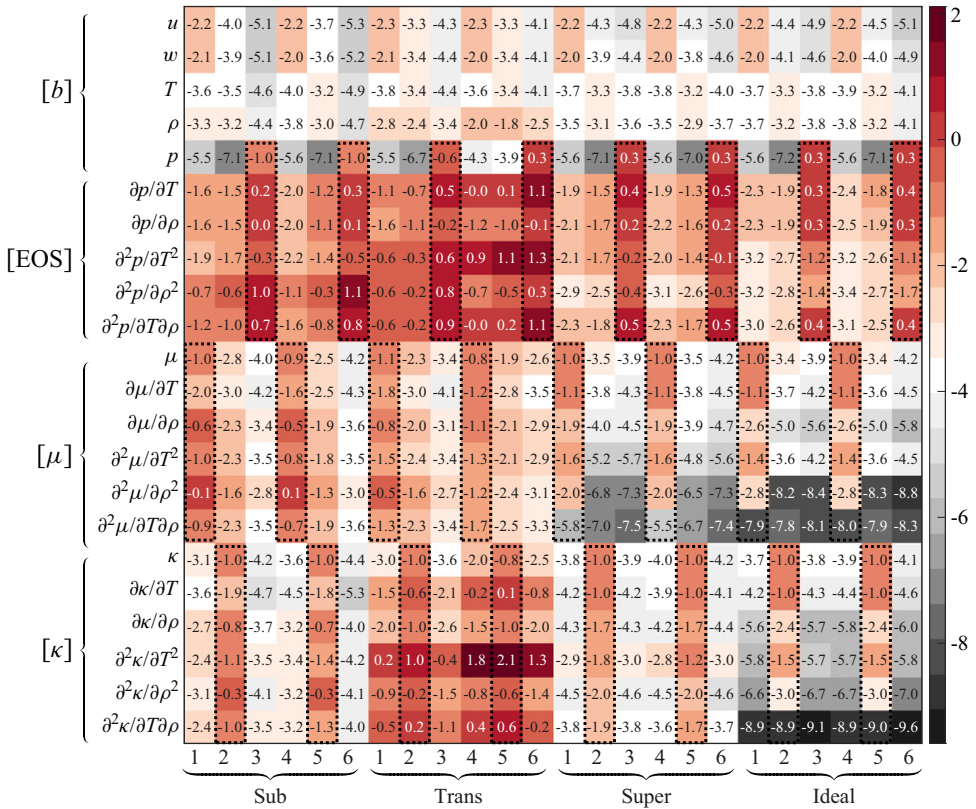 u -2.2 -4.0 -5.1 -2.2 -3.7 -5.3 -2.3 -3.3 -4.3 -2.3 -3.3 -4.1 -2.2 -4.3 -4.8 -2.2 -4.3 -5.0 -2.2 -4.4 -4.9 -2.2 -4.5 -5.1
w -2.1 -3.9 -5.1 -2.0 -3.6 -5.2 -2.1 -3.4 -4.4 -2.0 -3.4 -4.1 -2.0 -3.9 -4.4 -2.0 -3.8 -4.6 -2.0 -4.1 -4.6 -2.0 -4.0 -4.9
[b] T -3.6 -3.5 -4.6 -4.0 -3.2 -4.9 -3.8 -3.4 -4.4 -3.6 -3.4 -4.1 -3.7 -3.3 -3.8 -3.8 -3.2 -4.0 -3.7 -3.8 -3.9 -3.8 -3.2 -4.1
ρ -3.3 -3.2 -4.4 -3.8 -3.0 -4.7 -2.8 -2.4 -3.4 -2.0 -1.8 -2.5 -3.5 -3.1 -3.6 -3.5 -2.9 -3.7 -3.7 -3.2 -3.8 -3.8 -3.2 -4.1
p -5.5 -7.1 -1.0 -5.6 -7.1 -1.0 -5.5 -6.7 -0.6 -4.3 -3.9 0.3 -5.6 -7.1 0.3 -5.6 -7.0 0.3 -5.6 -7.2 0.3 -5.6 -7.1 0.3
∂p/∂T -1.6 -1.5 0.2 -2.0 -1.2 0.3 -1.1 -0.7 0.5 -0.0 0.1 1.1 -1.9 -1.5 0.4 -1.9 -1.3 0.5 -2.3 -1.9 0.3 -2.4 -1.8 0.4
∂p/∂ρ -1.6 -1.5 0.0 -2.0 -1.1 0.1 -1.6 -1.1 -0.2 -1.2 -1.0 -0.1 -2.1 -1.7 0.2 -2.2 -1.6 0.2 -2.3 -1.9 0.3 -2.5 -1.9 0.3
[EOS] ∂²p/∂T² -1.9 -1.7 -0.3 -2.2 -1.4 -0.5 -0.6 -0.3 0.6 0.9 1.1 1.3 -2.1 -1.7 -0.2 -2.0 -1.4 -0.1 -3.2 -2.7 -1.2 -3.2 -2.6 -1.1
∂²p/∂ρ² -0.7 -0.6 1.0 -1.1 -0.3 1.1 -0.6 -0.2 0.8 -0.7 -0.5 0.3 -2.9 -2.5 -0.4 -3.1 -2.6 -0.3 -3.2 -2.8 -1.4 -3.4 -2.7 -1.7
∂²p/∂T∂ρ -1.2 -1.0 0.7 -1.6 -0.8 0.8 -0.6 -0.2 0.9 -0.0 0.2 1.1 -2.3 -1.8 0.5 -2.3 -1.7 0.5 -3.0 -2.6 0.4 -3.1 -2.5 0.4
μ -1.0 -2.8 -4.0 -0.9 -2.5 -4.2 -1.1 -2.3 -3.4 -0.8 -1.9 -2.6 -1.0 -3.5 -3.9 -1.0 -3.5 -4.2 -1.0 -3.4 -3.9 -1.0 -3.4 -4.2
∂μ/∂T -2.0 -3.0 -4.2 -1.6 -2.5 -4.3 -1.8 -3.0 -4.1 -1.2 -2.8 -3.5 -1.1 -3.8 -4.3 -1.1 -3.8 -4.5 -1.1 -3.7 -4.2 -1.1 -3.6 -4.5
∂μ/∂ρ -0.6 -2.3 -3.4 -0.5 -1.9 -3.6 -0.8 -2.0 -3.1 -1.1 -2.1 -2.9 -1.9 -4.0 -4.5 -1.9 -3.9 -4.7 -2.6 -5.0 -5.6 -2.6 -5.0 -5.8
[μ] ∂²μ/∂T² -1.0 -2.3 -3.5 -0.8 -1.8 -3.5 -1.6 -2.3 -3.4 -1.3 -2.1 -2.9 -1.6 -5.2 -5.7 -1.6 -4.8 -5.6 -1.4 -3.6 -4.2 -1.4 -3.6 -4.5
∂²μ/∂ρ² -0.1 -1.6 -2.8 0.1 -1.3 -3.0 -0.5 -1.6 -2.7 -1.2 -2.4 -3.1 -2.0 -6.8 -7.3 -2.0 -6.5 -7.3 -2.8 -8.2 -8.4 -2.8 -8.3 -8.8
∂²μ/∂T∂ρ -0.9 -2.3 -3.5 -0.7 -1.9 -3.6 -1.3 -2.3 -3.4 -1.7 -2.5 -3.3 -5.8 -7.0 -7.5 -5.5 -6.7 -7.4 -7.9 -7.8 -8.1 -8.0 -7.9 -8.3
κ -3.1 -1.0 -4.2 -3.6 -1.0 -4.4 -3.0 -1.0 -3.6 -2.5 -0.8 -2.9 -3.8 -1.0 -3.9 -4.0 -1.0 -4.2 -3.7 -1.0 -3.8 -3.9 -1.0 -4.1
∂κ/∂T -3.6 -1.9 -4.7 -4.5 -1.8 -5.3 -1.5 -0.6 -2.1 -0.2 0.1 -0.8 -4.2 -1.0 -4.2 -3.9 -1.0 -4.1 -4.2 -1.0 -4.3 -4.4 -1.0 -4.6
∂κ/∂ρ -2.7 -0.8 -3.7 -3.2 -0.7 -4.0 -2.0 -1.0 -2.6 -1.5 -1.0 -2.0 -4.3 -1.7 -4.3 -4.2 -1.7 -4.4 -5.6 -2.4 -5.7 -5.8 -2.4 -6.0
[κ] ∂²κ/∂T² -2.4 -1.1 -3.5 -3.4 -1.4 -4.2 0.2 1.0 -0.4 1.8 2.1 1.3 -2.9 -1.8 -3.0 -2.8 -1.2 -3.0 -5.8 -1.5 -5.7 -5.7 -1.5 -5.8
∂²κ/∂ρ² -3.1 -0.3 -4.1 -3.2 -0.3 -4.1 -0.9 -0.2 -1.5 -0.8 -0.6 -1.4 -4.5 -2.0 -4.6 -4.5 -2.0 -4.6 -6.6 -3.0 -6.7 -6.7 -3.0 -7.0
∂²κ/∂T∂ρ -2.4 -1.0 -3.5 -3.2 -1.3 -4.0 -0.5 0.2 -1.1 0.4 0.6 -0.2 -3.8 -1.9 -3.8 -3.6 -1.7 -3.7 -8.9 -8.9 -9.1 -8.9 -9.0 -9.6
1 2 3 4 5 6 1 2 3 4 5 6 1 2 3 4 5 6 1 2 3 4 5 6
Sub Trans Super Ideal
2
0
-2
-4
-6
-8